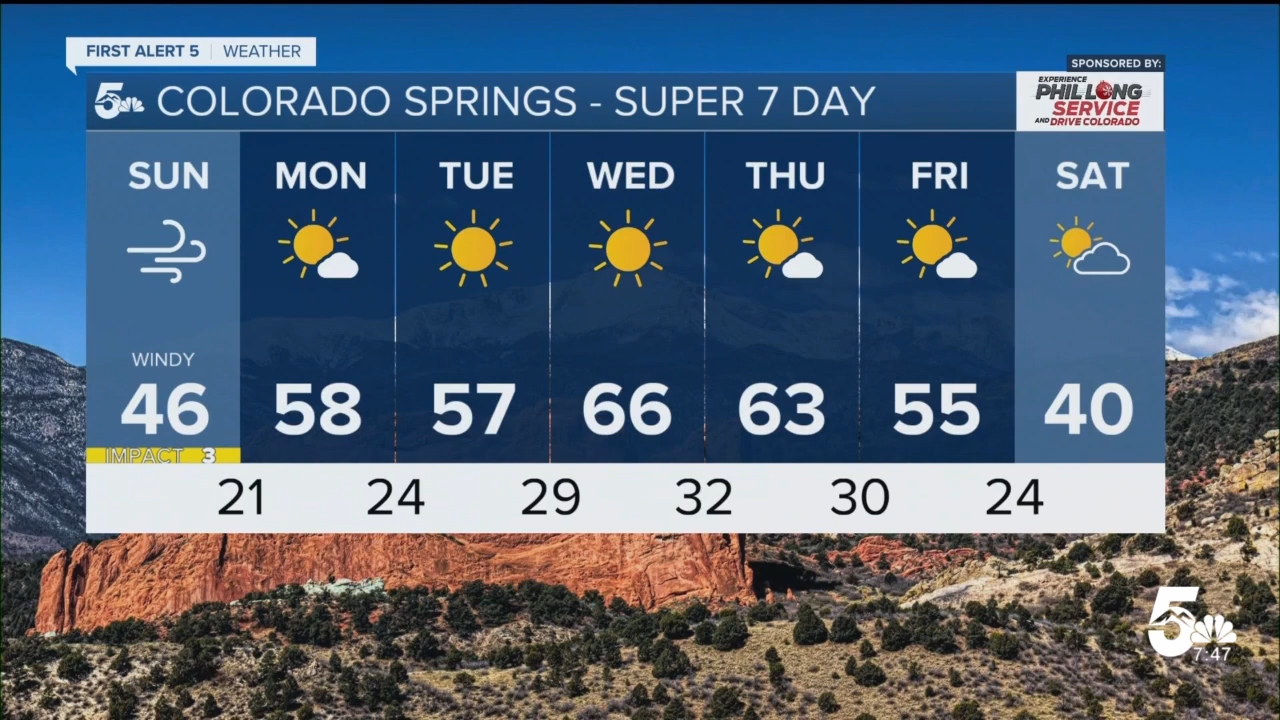 FIRST ALERT 5 | WEATHER
SPONSORED BY:
5 COLORADO SPRINGS - SUPER 7 DAY
EXPERIENCE
PHIL LONG
SERVICE
AND DRIVE COLORADO
SUN MON TUE WED THU FRI SAT
WINDY
46 58 57 66 63 55 40
IMPACT 3
21 24 29 32 30 24
5
7:47